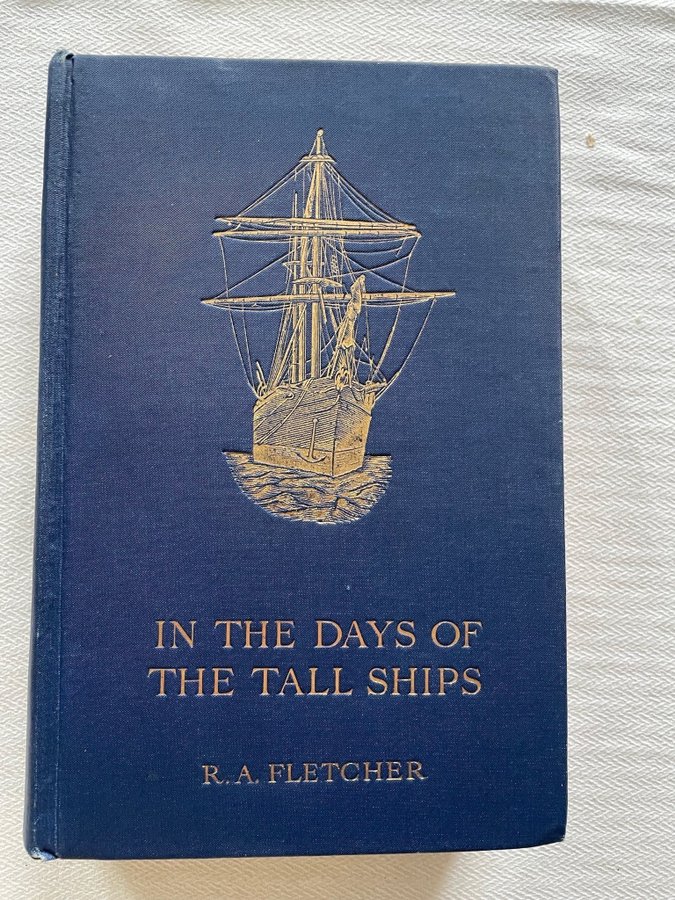 IN THE DAYS OF
THE TALL SHIPS
R. A. FLETCHER